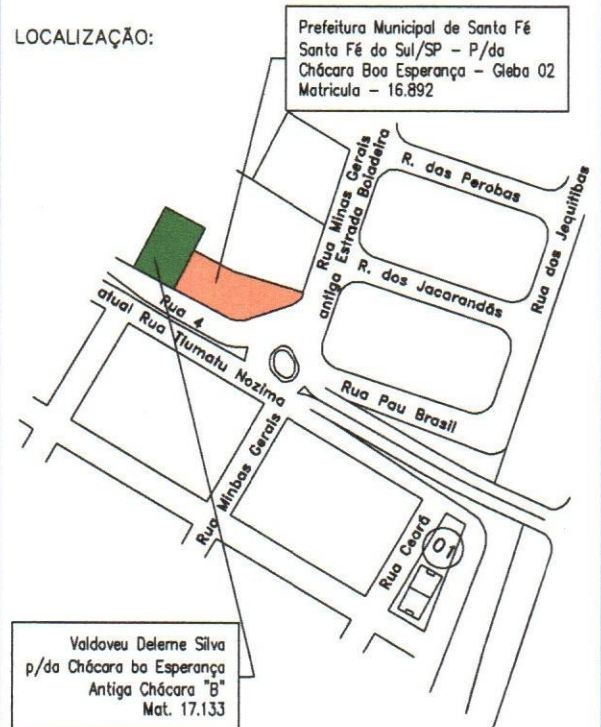 LOCALIZAÇÃO:
Prefeitura Municipal de Santa Fé
Santa Fé do Sul/SP – P/da
Chácara Boa Esperança – Gleba 02
Matricula – 16.892
R. das Perobas
Rua Minas Gerais
antiga Estrada Boiadeira
Rua dos Jequitibas
R. dos Jacarandás
Rua 4
atual Rua Tiumatu Nozima
Rua Pau Brasil
Rua Minbas Gerais
Rua Ceará
01
Valdoveu Deleme Silva
p/da Chácara ba Esperança
Antiga Chácara "B"
Mat. 17.133